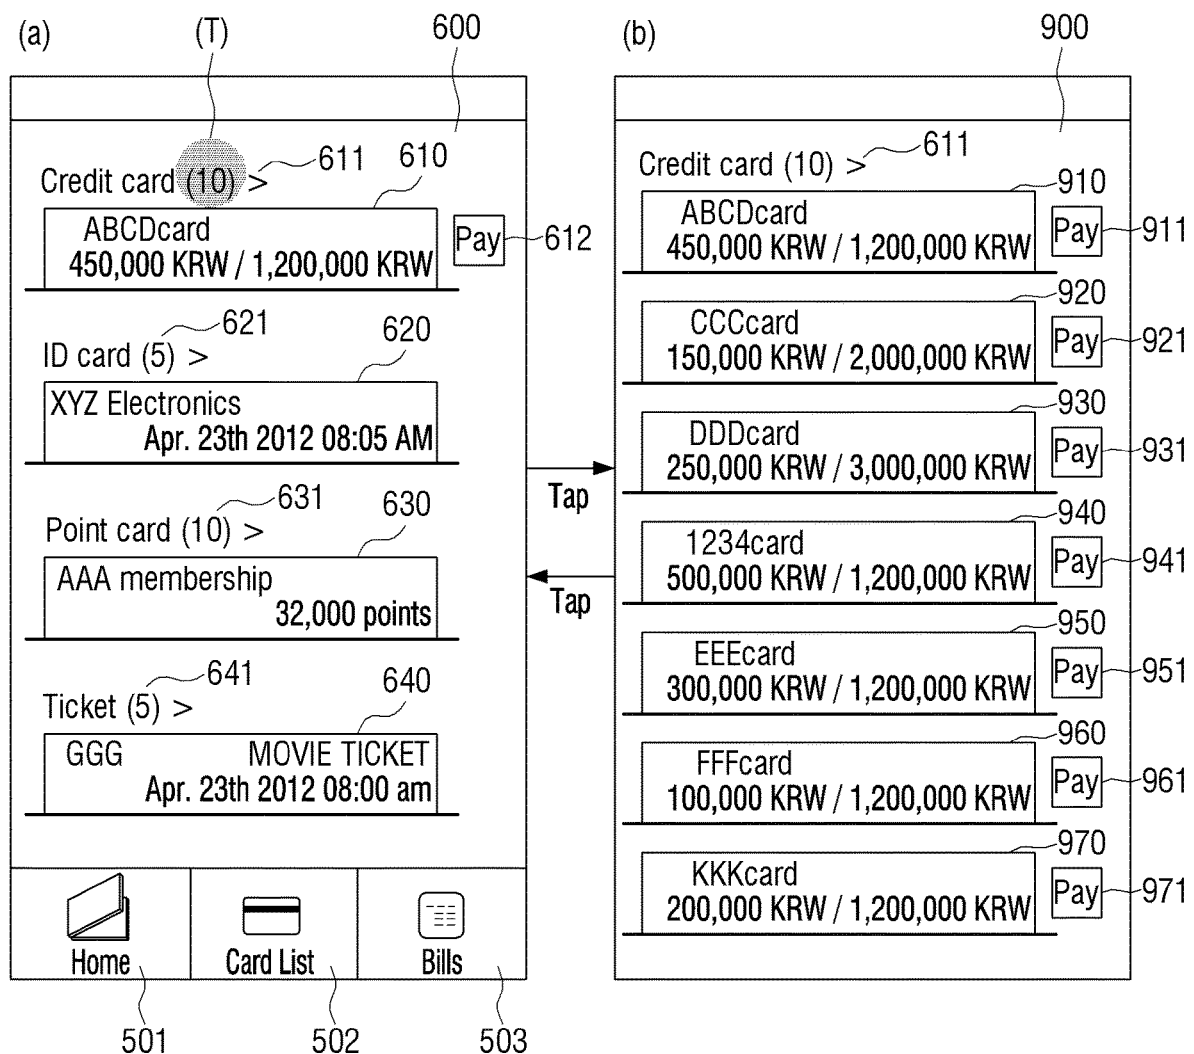 (a)
(T)
600
Credit card (10) >
611
610
ABCDcard
450,000 KRW / 1,200,000 KRW
Pay
612
ID card (5) >
621
620
XYZ Electronics
Apr. 23th 2012 08:05 AM
Point card (10) >
631
630
AAA membership
32,000 points
Ticket (5) >
641
640
GGG MOVIE TICKET
Apr. 23th 2012 08:00 am
Home
Card List
Bills
501
502
503
Tap
Tap
(b)
900
Credit card (10) >
611
910
ABCDcard
450,000 KRW / 1,200,000 KRW
Pay
911
920
CCCcard
150,000 KRW / 2,000,000 KRW
Pay
921
930
DDDcard
250,000 KRW / 3,000,000 KRW
Pay
931
940
1234card
500,000 KRW / 1,200,000 KRW
Pay
941
950
EEEcard
300,000 KRW / 1,200,000 KRW
Pay
951
960
FFFcard
100,000 KRW / 1,200,000 KRW
Pay
961
970
KKKcard
200,000 KRW / 1,200,000 KRW
Pay
971